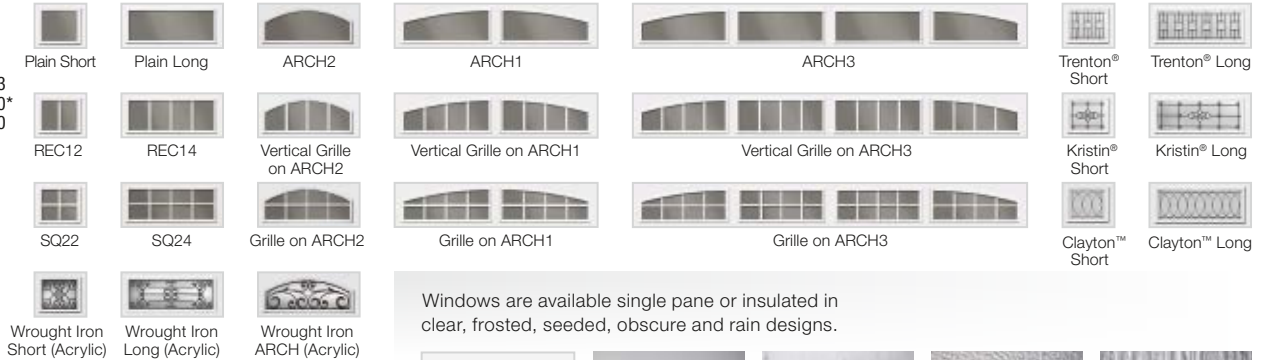 Plain Short
Plain Long
ARCH2
ARCH1
ARCH3
Trenton®
Short
Trenton® Long
3
0*
0
REC12
REC14
Vertical Grille
on ARCH2
Vertical Grille on ARCH1
Vertical Grille on ARCH3
Kristin®
Short
Kristin® Long
SQ22
SQ24
Grille on ARCH2
Grille on ARCH1
Grille on ARCH3
Clayton™
Short
Clayton™ Long
Wrought Iron
Short (Acrylic)
Wrought Iron
Long (Acrylic)
Wrought Iron
ARCH (Acrylic)
Windows are available single pane or insulated in
clear, frosted, seeded, obscure and rain designs.